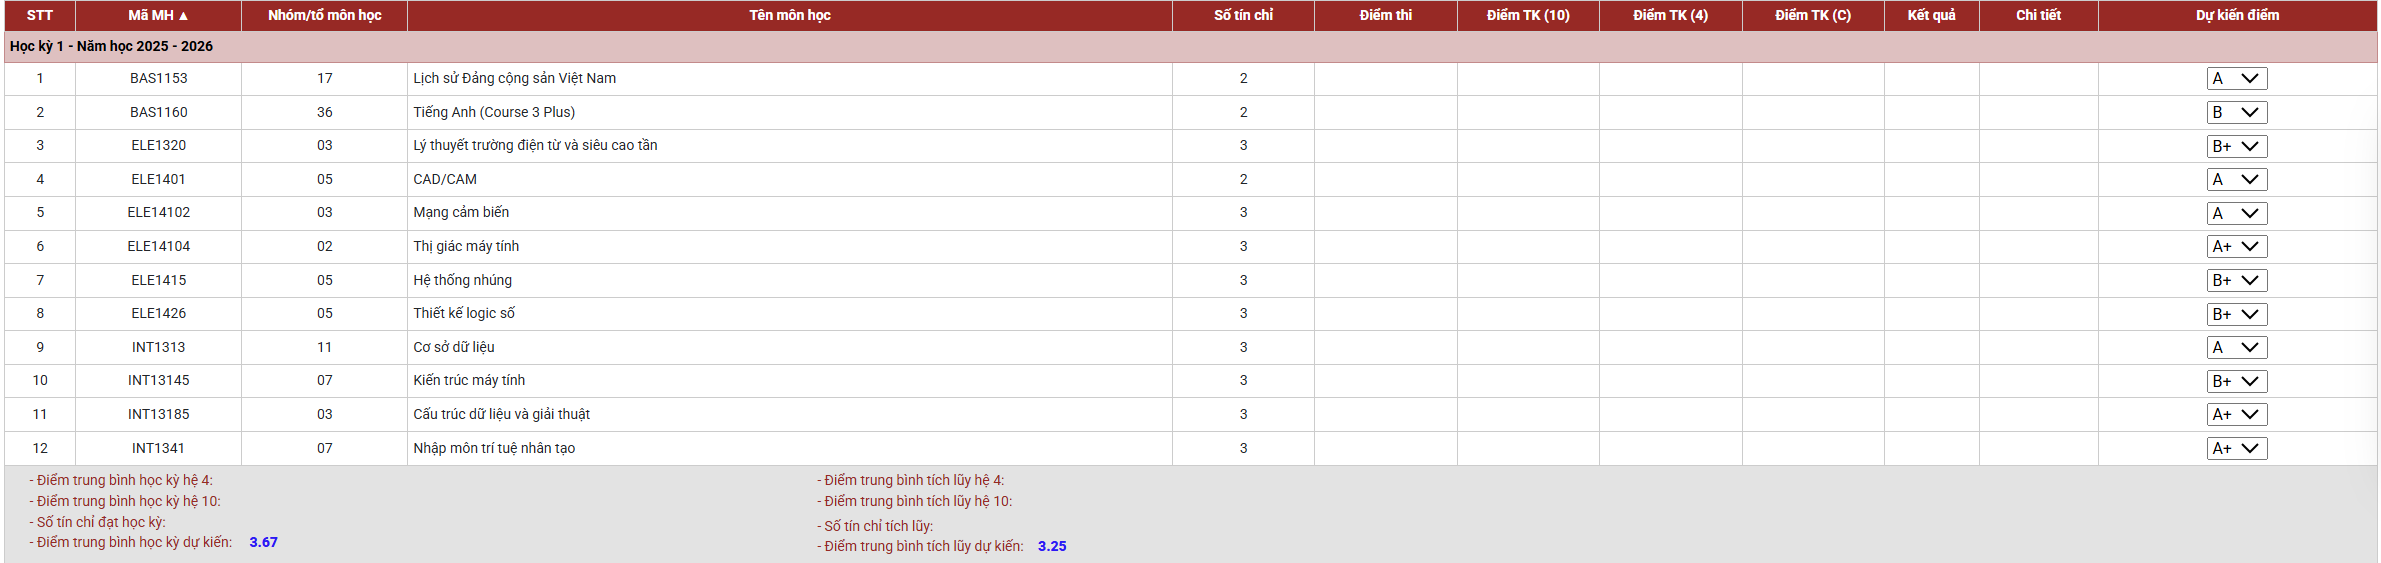 STT Mã MH ▲ Nhóm/tổ môn học Tên môn học Số tín chỉ Điểm thi Điểm TK (10) Điểm TK (4) Điểm TK (C) Kết quả Chi tiết Dự kiến điểm
Học kỳ 1 - Năm học 2025 - 2026
1 BAS1153 17 Lịch sử Đảng cộng sản Việt Nam 2 A
2 BAS1160 36 Tiếng Anh (Course 3 Plus) 2 B
3 ELE1320 03 Lý thuyết trường điện từ và siêu cao tần 3 B+
4 ELE1401 05 CAD/CAM 2 A
5 ELE14102 03 Mạng cảm biến 3 A
6 ELE14104 02 Thị giác máy tính 3 A+
7 ELE1415 05 Hệ thống nhúng 3 B+
8 ELE1426 05 Thiết kế logic số 3 B+
9 INT1313 11 Cơ sở dữ liệu 3 A
10 INT13145 07 Kiến trúc máy tính 3 B+
11 INT13185 03 Cấu trúc dữ liệu và giải thuật 3 A+
12 INT1341 07 Nhập môn trí tuệ nhân tạo 3 A+
- Điểm trung bình học kỳ hệ 4:
- Điểm trung bình học kỳ hệ 10:
- Số tín chỉ đạt học kỳ:
- Điểm trung bình học kỳ dự kiến: 3.67
- Điểm trung bình tích lũy hệ 4:
- Điểm trung bình tích lũy hệ 10:
- Số tín chỉ tích lũy:
- Điểm trung bình tích lũy dự kiến: 3.25